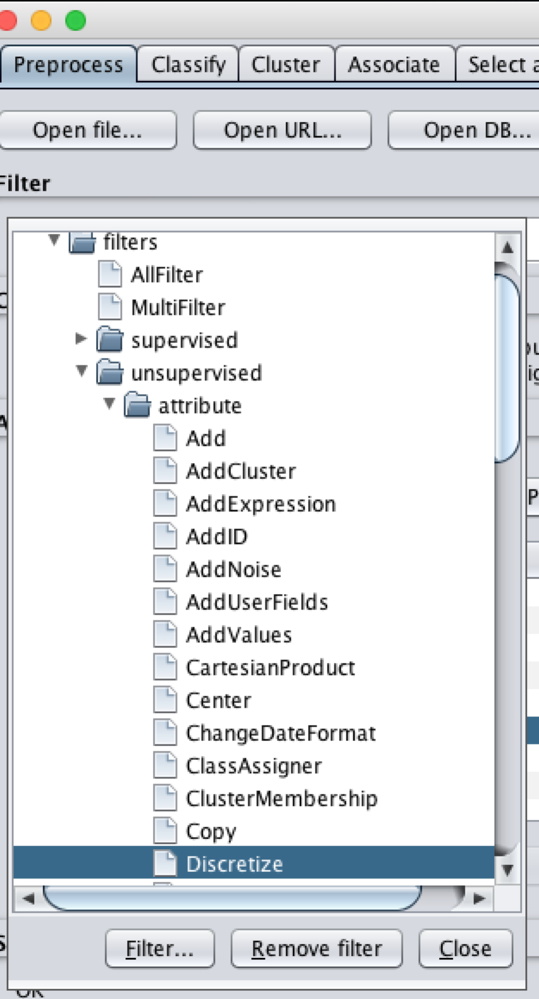 Preprocess Classify Cluster Associate Select a
Open file... Open URL... Open DB...
Filter
filters
AllFilter
MultiFilter
supervised
unsupervised
attribute
Add
AddCluster
AddExpression
AddID
AddNoise
AddUserFields
AddValues
CartesianProduct
Center
ChangeDateFormat
ClassAssigner
ClusterMembership
Copy
Discretize
Filter... Remove filter Close
OK